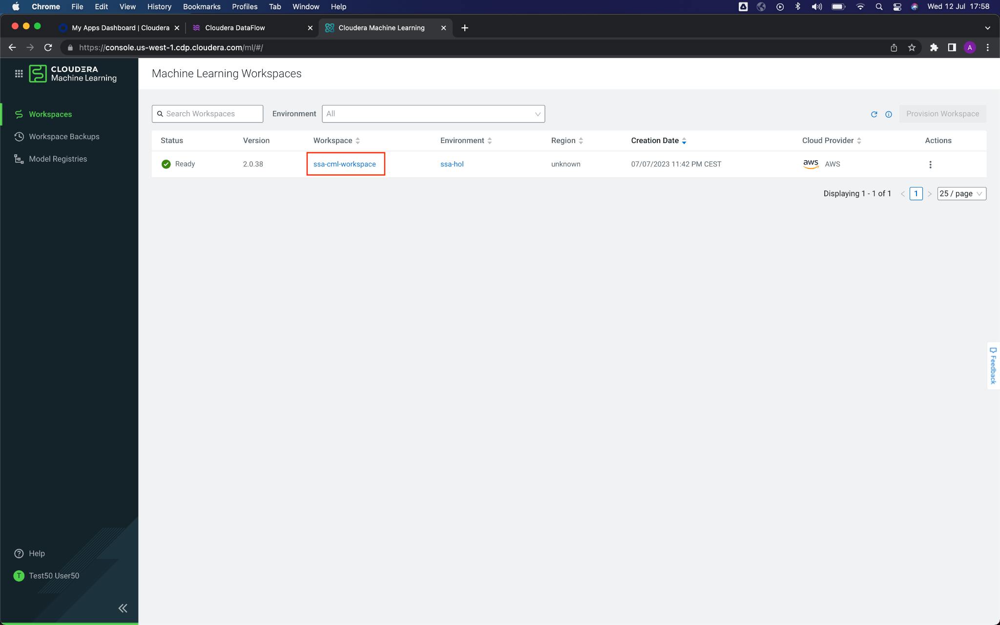 Chrome File Edit View History Bookmarks Profiles Tab Window Help Wed 12 Jul 17:58
My Apps Dashboard | Cloudera Cloudera DataFlow Cloudera Machine Learning
https://console.us-west-1.cdp.cloudera.com/ml/#/ A
CLOUDERA
Machine Learning
Workspaces
Workspace Backups
Model Registries
Help
T Test50 User50
Machine Learning Workspaces
Search Workspaces Environment All Provision Workspace
Status Version Workspace Environment Region Creation Date Cloud Provider Actions
Ready 2.0.38 ssa-cml-workspace ssa-hol unknown 07/07/2023 11:42 PM CEST aws AWS
Displaying 1 - 1 of 1 < 1 > 25 / page
Feedback